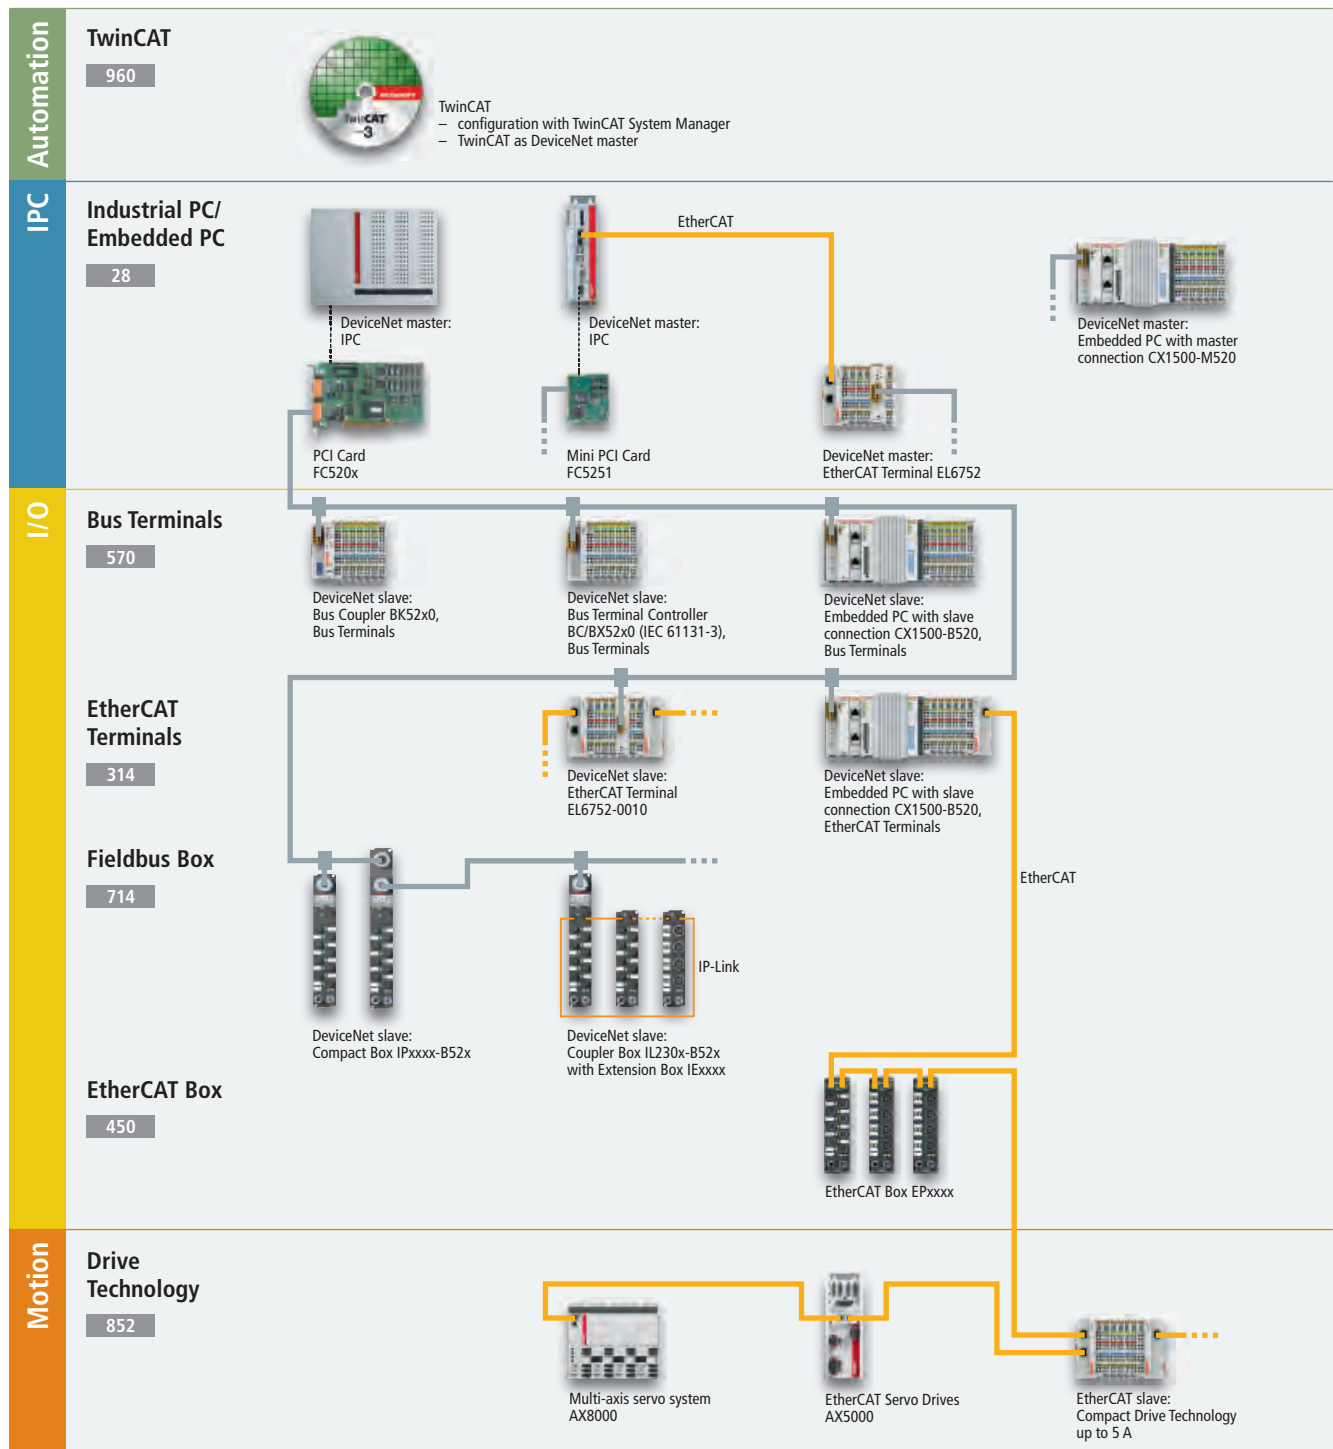 Automation
TwinCAT
960
TwinCAT
3
TwinCAT
– configuration with TwinCAT System Manager
– TwinCAT as DeviceNet master
IPC
Industrial PC/
Embedded PC
28
EtherCAT
DeviceNet master:
IPC
DeviceNet master:
IPC
DeviceNet master:
Embedded PC with master
connection CX1500-M520
PCI Card
FC520x
Mini PCI Card
FC5251
DeviceNet master:
EtherCAT Terminal EL6752
I/O
Bus Terminals
570
DeviceNet slave:
Bus Coupler BK52x0,
Bus Terminals
DeviceNet slave:
Bus Terminal Controller
BC/BX52x0 (IEC 61131-3),
Bus Terminals
DeviceNet slave:
Embedded PC with slave
connection CX1500-B520,
Bus Terminals
EtherCAT
Terminals
314
DeviceNet slave:
EtherCAT Terminal
EL6752-0010
DeviceNet slave:
Embedded PC with slave
connection CX1500-B520,
EtherCAT Terminals
Fieldbus Box
714
EtherCAT
IP-Link
DeviceNet slave:
Compact Box IPxxxx-B52x
DeviceNet slave:
Coupler Box IL230x-B52x
with Extension Box IExxxx
EtherCAT Box
450
EtherCAT Box EPxxxx
Motion
Drive
Technology
852
Multi-axis servo system
AX8000
EtherCAT Servo Drives
AX5000
EtherCAT slave:
Compact Drive Technology
up to 5 A